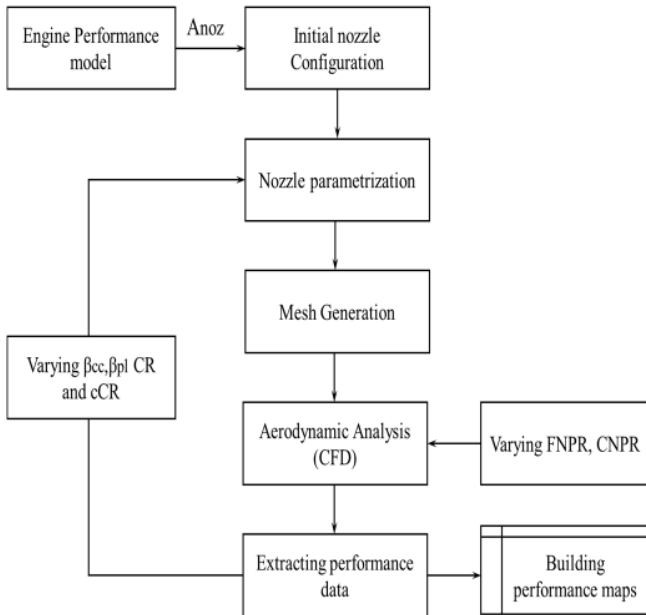 Engine Performance
model
Anoz
Initial nozzle
Configuration
Nozzle parametrization
Mesh Generation
Varying βcc,βpl CR
and cCR
Aerodynamic Analysis
(CFD)
Varying FNPR, CNPR
Extracting performance
data
Building
performance maps